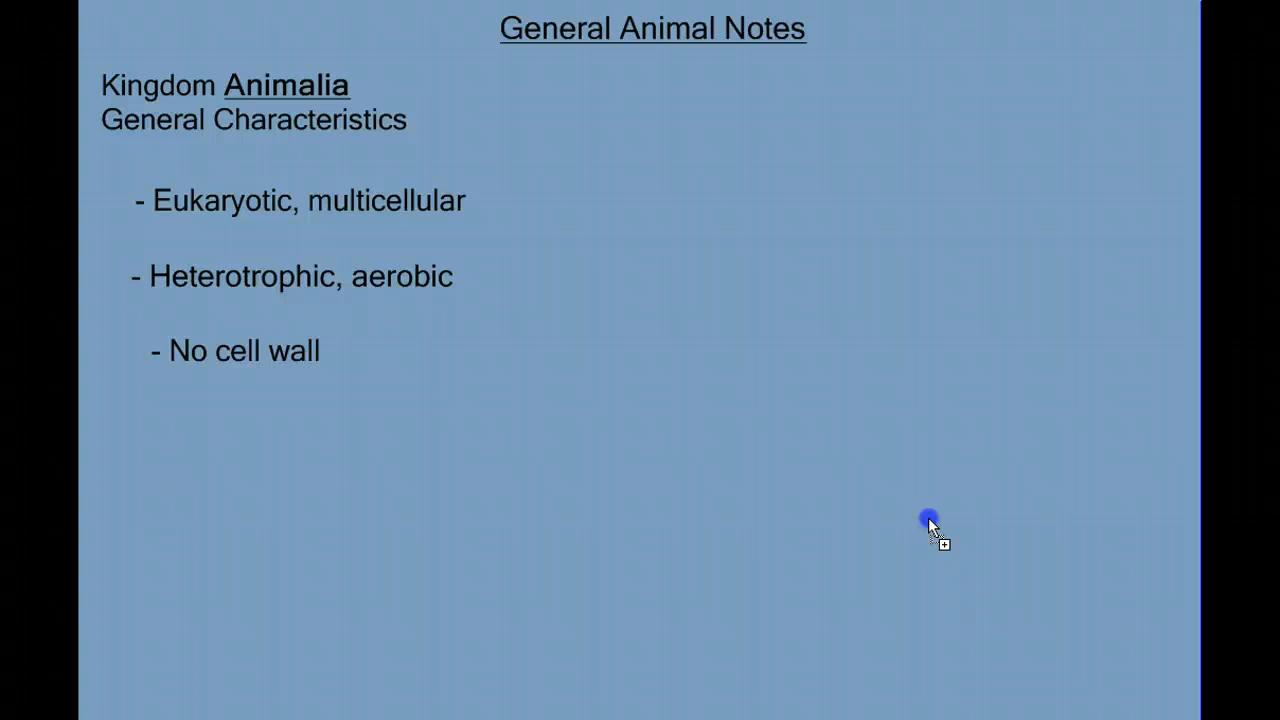 General Animal Notes
Kingdom Animalia
General Characteristics
- Eukaryotic, multicellular
- Heterotrophic, aerobic
- No cell wall